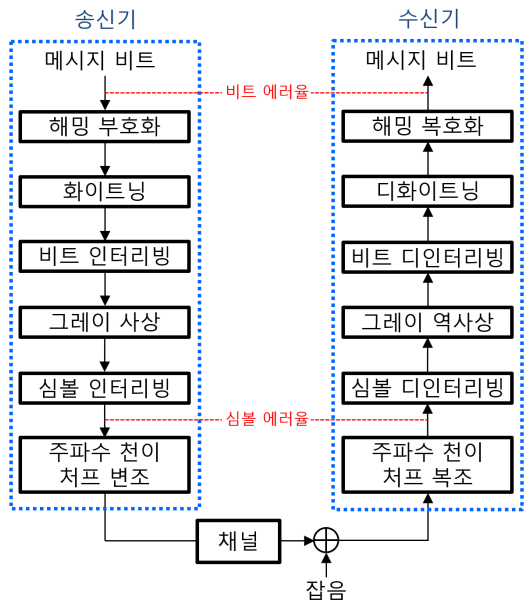 송신기
메시지 비트
해밍 부호화
화이트닝
비트 인터리빙
그레이 사상
심볼 인터리빙
주파수 천이
처프 변조
비트 에러율
심볼 에러율
수신기
메시지 비트
해밍 복호화
디화이트닝
비트 디인터리빙
그레이 역사상
심볼 디인터리빙
주파수 천이
처프 복조
채널
잡음